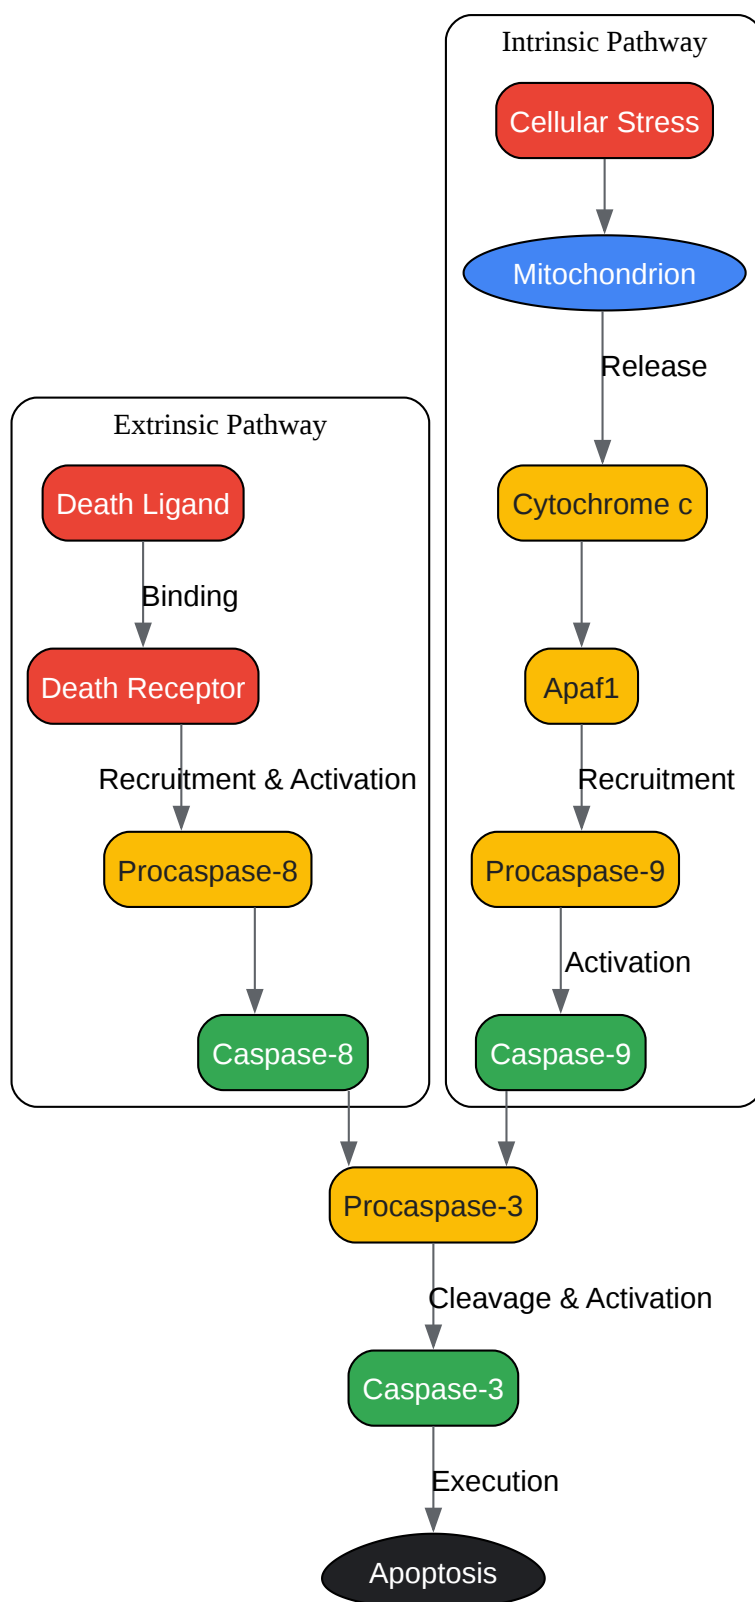 Intrinsic Pathway
Cellular Stress
Mitochondrion
Release
Extrinsic Pathway
Death Ligand
Cytochrome c
Binding
Death Receptor
Apaf1
Recruitment & Activation
Recruitment
Procaspase-8
Procaspase-9
Activation
Caspase-8
Caspase-9
Procaspase-3
Cleavage & Activation
Caspase-3
Execution
Apoptosis